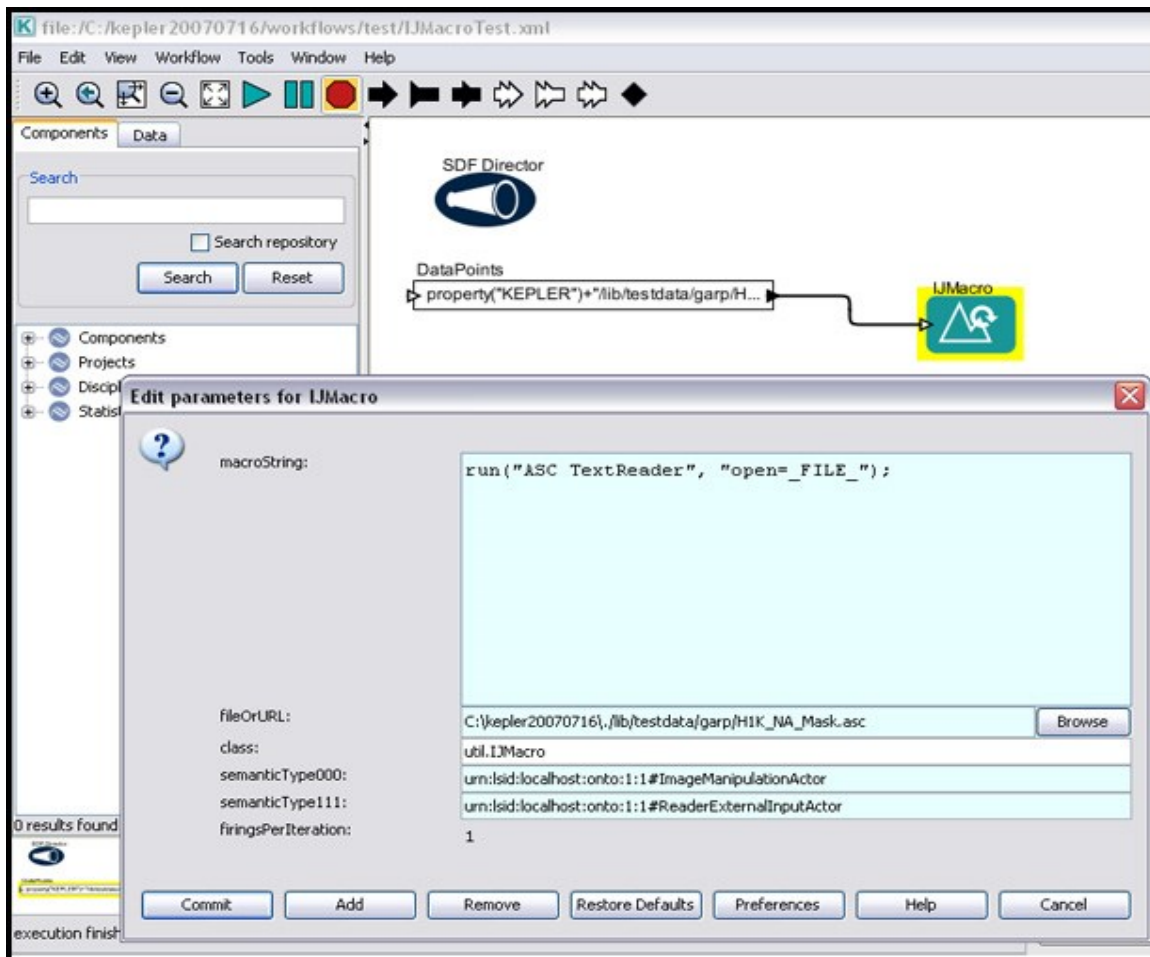 file:/C:/kepler20070716/workflows/test/IJMacroTest.xml
File Edit View Workflow Tools Window Help
Components Data
Search
Search repository
Search Reset
Components
Projects
Discipl
Statist
0 results found
execution finish
SDF Director
DataPoints
property("KEPLER")+"/lib/testdata/garp/H...
IJMacro
Edit parameters for IJMacro
macroString:
run("ASC TextReader", "open=_FILE_");
fileOrURL:
C:\kepler20070716\./lib/testdata/garp/H1K_NA_Mask.asc
Browse
class:
util.IJMacro
semanticType000:
urn:lsid:localhost:onto:1:1#ImageManipulationActor
semanticType111:
urn:lsid:localhost:onto:1:1#ReaderExternalInputActor
firingsPerIteration:
1
Commit Add Remove Restore Defaults Preferences Help Cancel